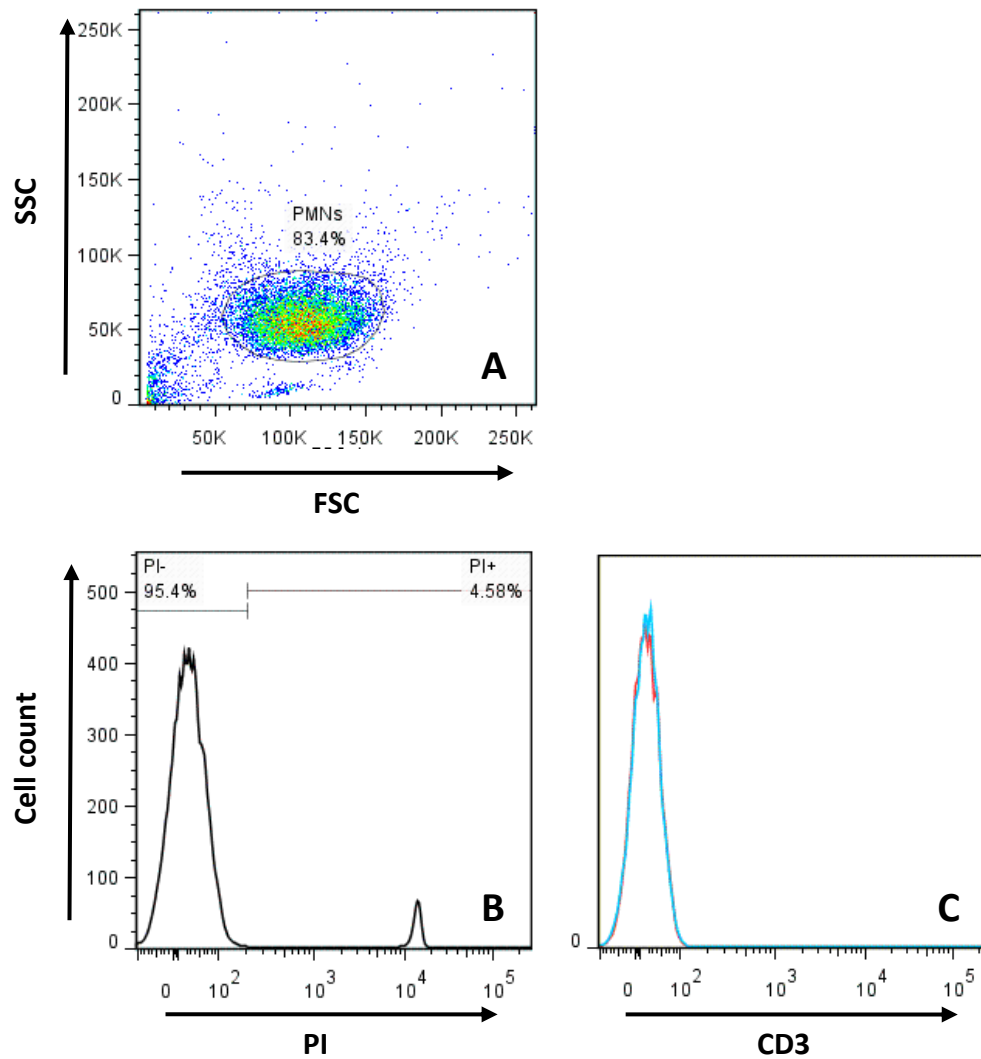 250K
200K
150K
100K
50K
0
SSC
PMNs
83.4%
A
50K 100K 150K 200K 250K
FSC
PI-
95.4%
PI+
4.58%
500
400
300
200
100
0
Cell count
B
0 10² 10³ 10⁴ 10⁵
PI
0
C
0 10² 10³ 10⁴ 10⁵
CD3